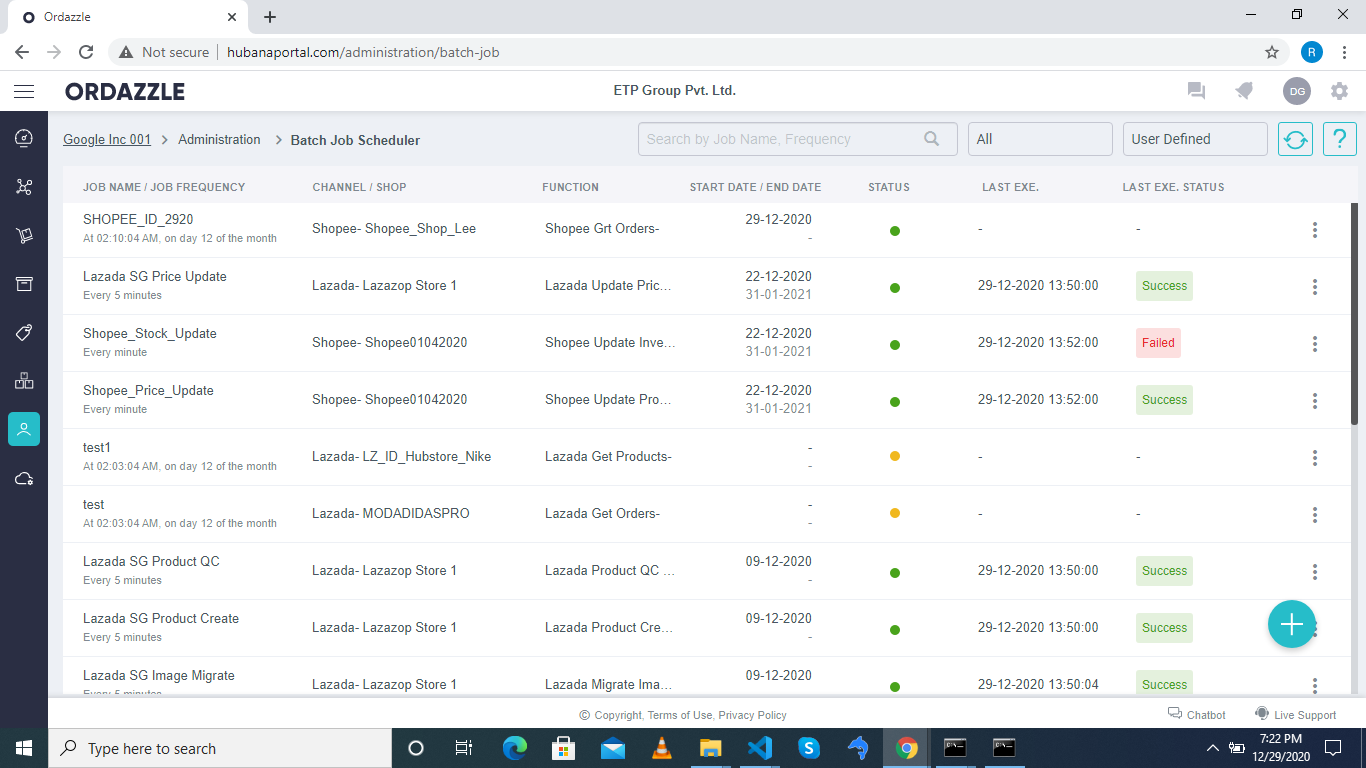 Ordazzle
Not secure hubanaportal.com/administration/batch-job
R
ORDAZZLE
ETP Group Pvt. Ltd.
DG
Google Inc 001 Administration Batch Job Scheduler
Search by Job Name, Frequency
All
User Defined
?
JOB NAME / JOB FREQUENCY CHANNEL / SHOP FUNCTION START DATE / END DATE STATUS LAST EXE. LAST EXE. STATUS
SHOPEE_ID_2920
At 02:10:04 AM, on day 12 of the month
Shopee- Shopee_Shop_Lee
Shopee Grt Orders-
29-12-2020
-
-
-
Lazada SG Price Update
Every 5 minutes
Lazada- Lazazop Store 1
Lazada Update Pric...
22-12-2020
31-01-2021
29-12-2020 13:50:00
Success
Shopee_Stock_Update
Every minute
Shopee- Shopee01042020
Shopee Update Inve...
22-12-2020
31-01-2021
29-12-2020 13:52:00
Failed
Shopee_Price_Update
Every minute
Shopee- Shopee01042020
Shopee Update Pro...
22-12-2020
31-01-2021
29-12-2020 13:52:00
Success
test1
At 02:03:04 AM, on day 12 of the month
Lazada- LZ_ID_Hubstore_Nike
Lazada Get Products-
-
-
-
-
test
At 02:03:04 AM, on day 12 of the month
Lazada- MODADIDASPRO
Lazada Get Orders-
-
-
-
-
Lazada SG Product QC
Every 5 minutes
Lazada- Lazazop Store 1
Lazada Product QC ...
09-12-2020
-
29-12-2020 13:50:00
Success
Lazada SG Product Create
Every 5 minutes
Lazada- Lazazop Store 1
Lazada Product Cre...
09-12-2020
-
29-12-2020 13:50:00
Success
Lazada SG Image Migrate
Every 5 minutes
Lazada- Lazazop Store 1
Lazada Migrate Ima...
09-12-2020
29-12-2020 13:50:04
Success
© Copyright, Terms of Use, Privacy Policy
Chatbot
Live Support
Type here to search
7:22 PM
12/29/2020